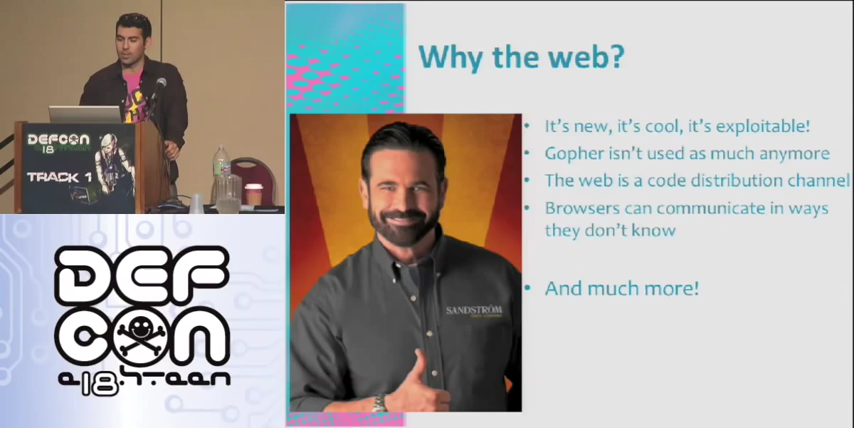 DEFCON
18
TRACK 1
DEF
CON
e18hteen
Why the web?
• It's new, it's cool, it's exploitable!
• Gopher isn't used as much anymore
• The web is a code distribution channel
• Browsers can communicate in ways
they don't know
• And much more!
SANDSTRÖM